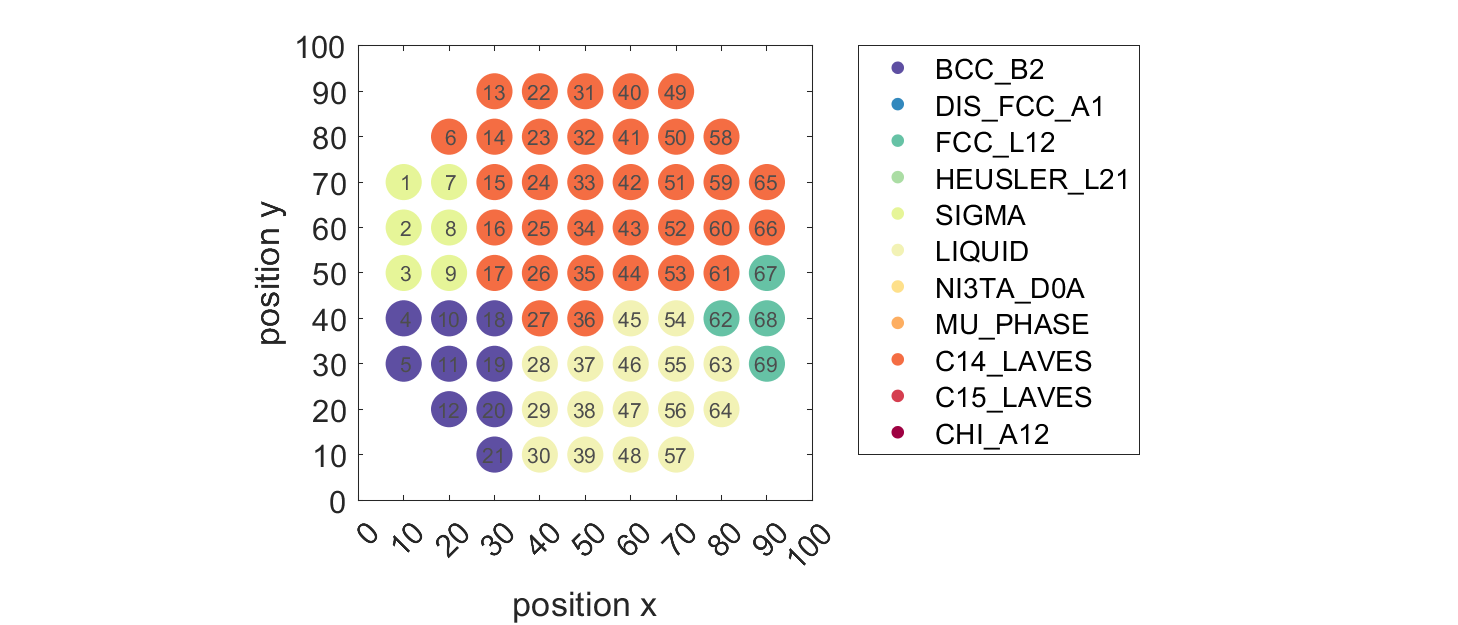 100
90 13 22 31 40 49
80 6 14 23 32 41 50 58
70 1 7 15 24 33 42 51 59 65
60 2 8 16 25 34 43 52 60 66
50 3 9 17 26 35 44 53 61 67
40 4 10 18 27 36 45 54 62 68
30 5 11 19 28 37 46 55 63 69
20 12 20 29 38 47 56 64
10 21 30 39 48 57
0
0 10 20 30 40 50 60 70 80 90 100
position x
position y
BCC_B2
DIS_FCC_A1
FCC_L12
HEUSLER_L21
SIGMA
LIQUID
NI3TA_D0A
MU_PHASE
C14_LAVES
C15_LAVES
CHI_A12